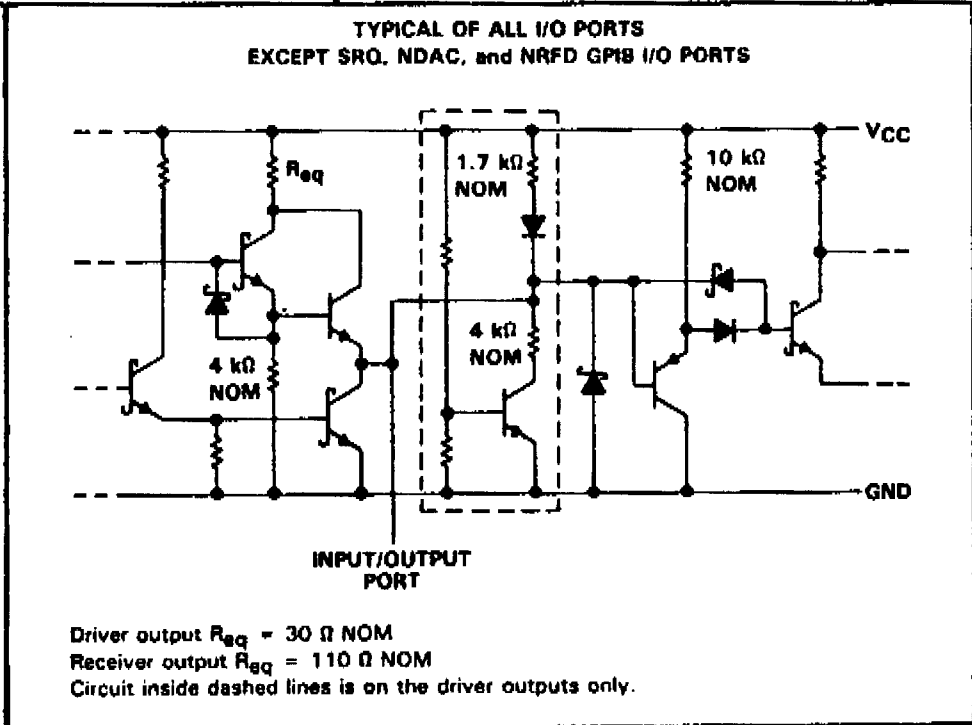 TYPICAL OF ALL I/O PORTS
EXCEPT SRQ, NDAC, and NRFD GPIB I/O PORTS
VCC
1.7 kΩ
NOM
10 kΩ
NOM
Req
4 kΩ
NOM
4 kΩ
NOM
GND
INPUT/OUTPUT
PORT
Driver output Req = 30 Ω NOM
Receiver output Req = 110 Ω NOM
Circuit inside dashed lines is on the driver outputs only.